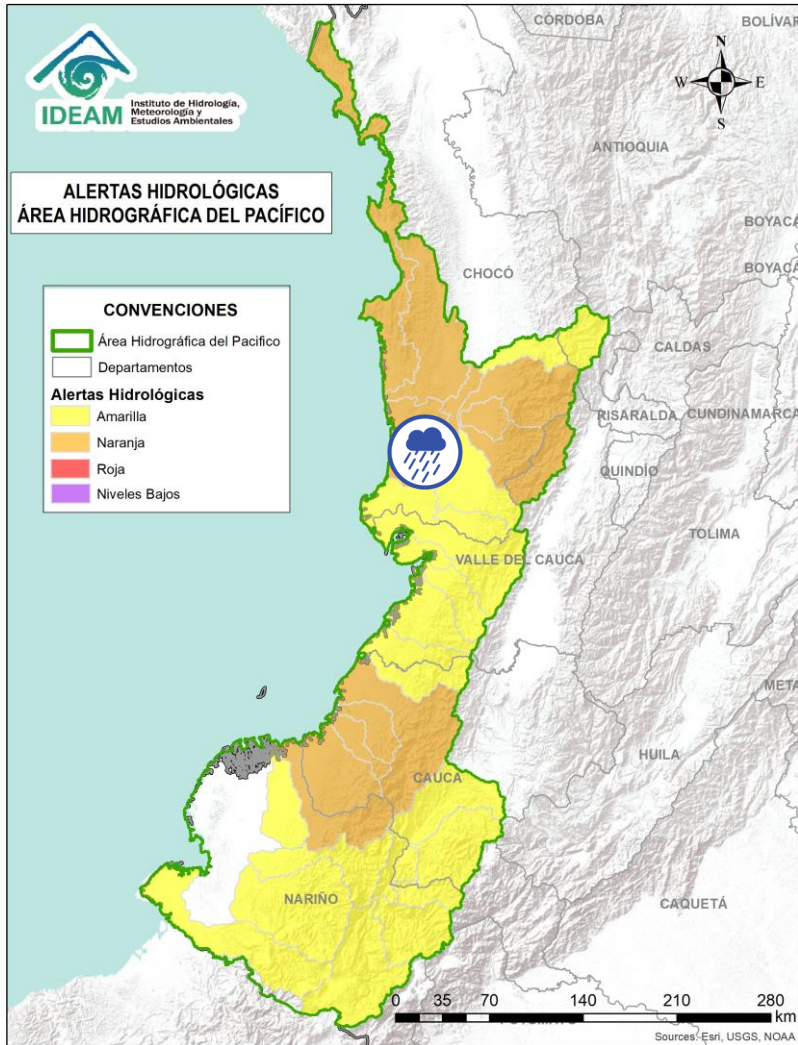 IDEAM
Instituto de Hidrología,
Meteorología y
Estudios Ambientales
ALERTAS HIDROLÓGICAS
ÁREA HIDROGRÁFICA DEL PACÍFICO
CONVENCIONES
Área Hidrográfica del Pacifico
Departamentos
Alertas Hidrológicas
Amarilla
Naranja
Roja
Niveles Bajos
CÓRDOBA
BOLÍVAR
N
W
E
S
ANTIOQUIA
BOYACÁ
CHOCÓ
BOYACÁ
CALDAS
RISARALDA
CUNDINAMARCA
QUINDÍO
TOLIMA
VALLE DEL CAUCA
META
HUILA
CAUCA
NARIÑO
CAQUETÁ
0 35 70 140 210 280
km
Sources: Esri, USGS, NOAA